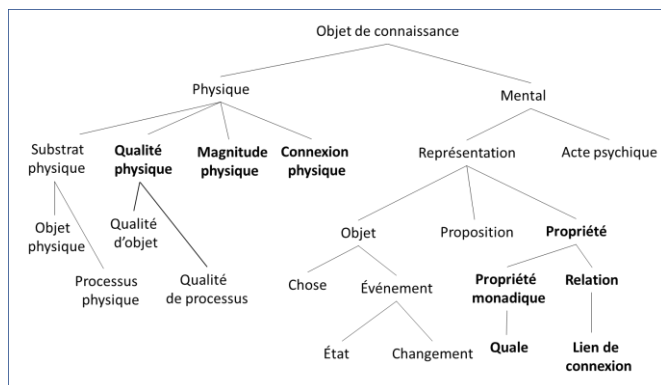 Objet de connaissance
Physique
Mental
Substrat
physique
Qualité
physique
Magnitude
physique
Connexion
physique
Représentation
Acte psychique
Objet
physique
Qualité
d'objet
Processus
physique
Qualité
de processus
Objet
Proposition
Propriété
Chose
Événement
Propriété
monadique
Relation
État
Changement
Quale
Lien de
connexion